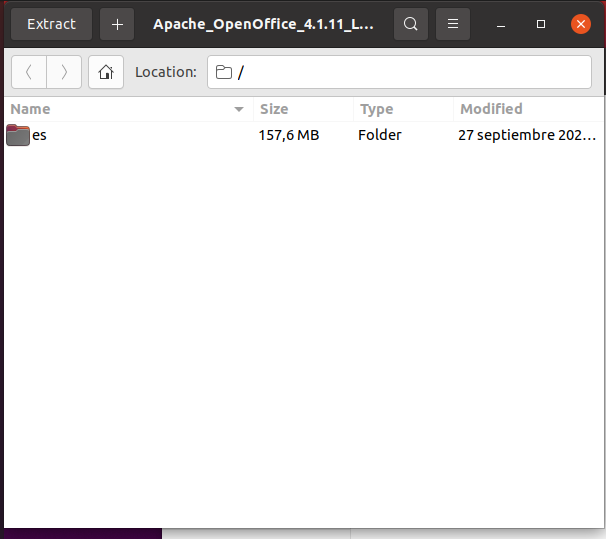 Extract + Apache_OpenOffice_4.1.11_L...
Location: /
Name Size Type Modified
es 157,6 MB Folder 27 septiembre 202...